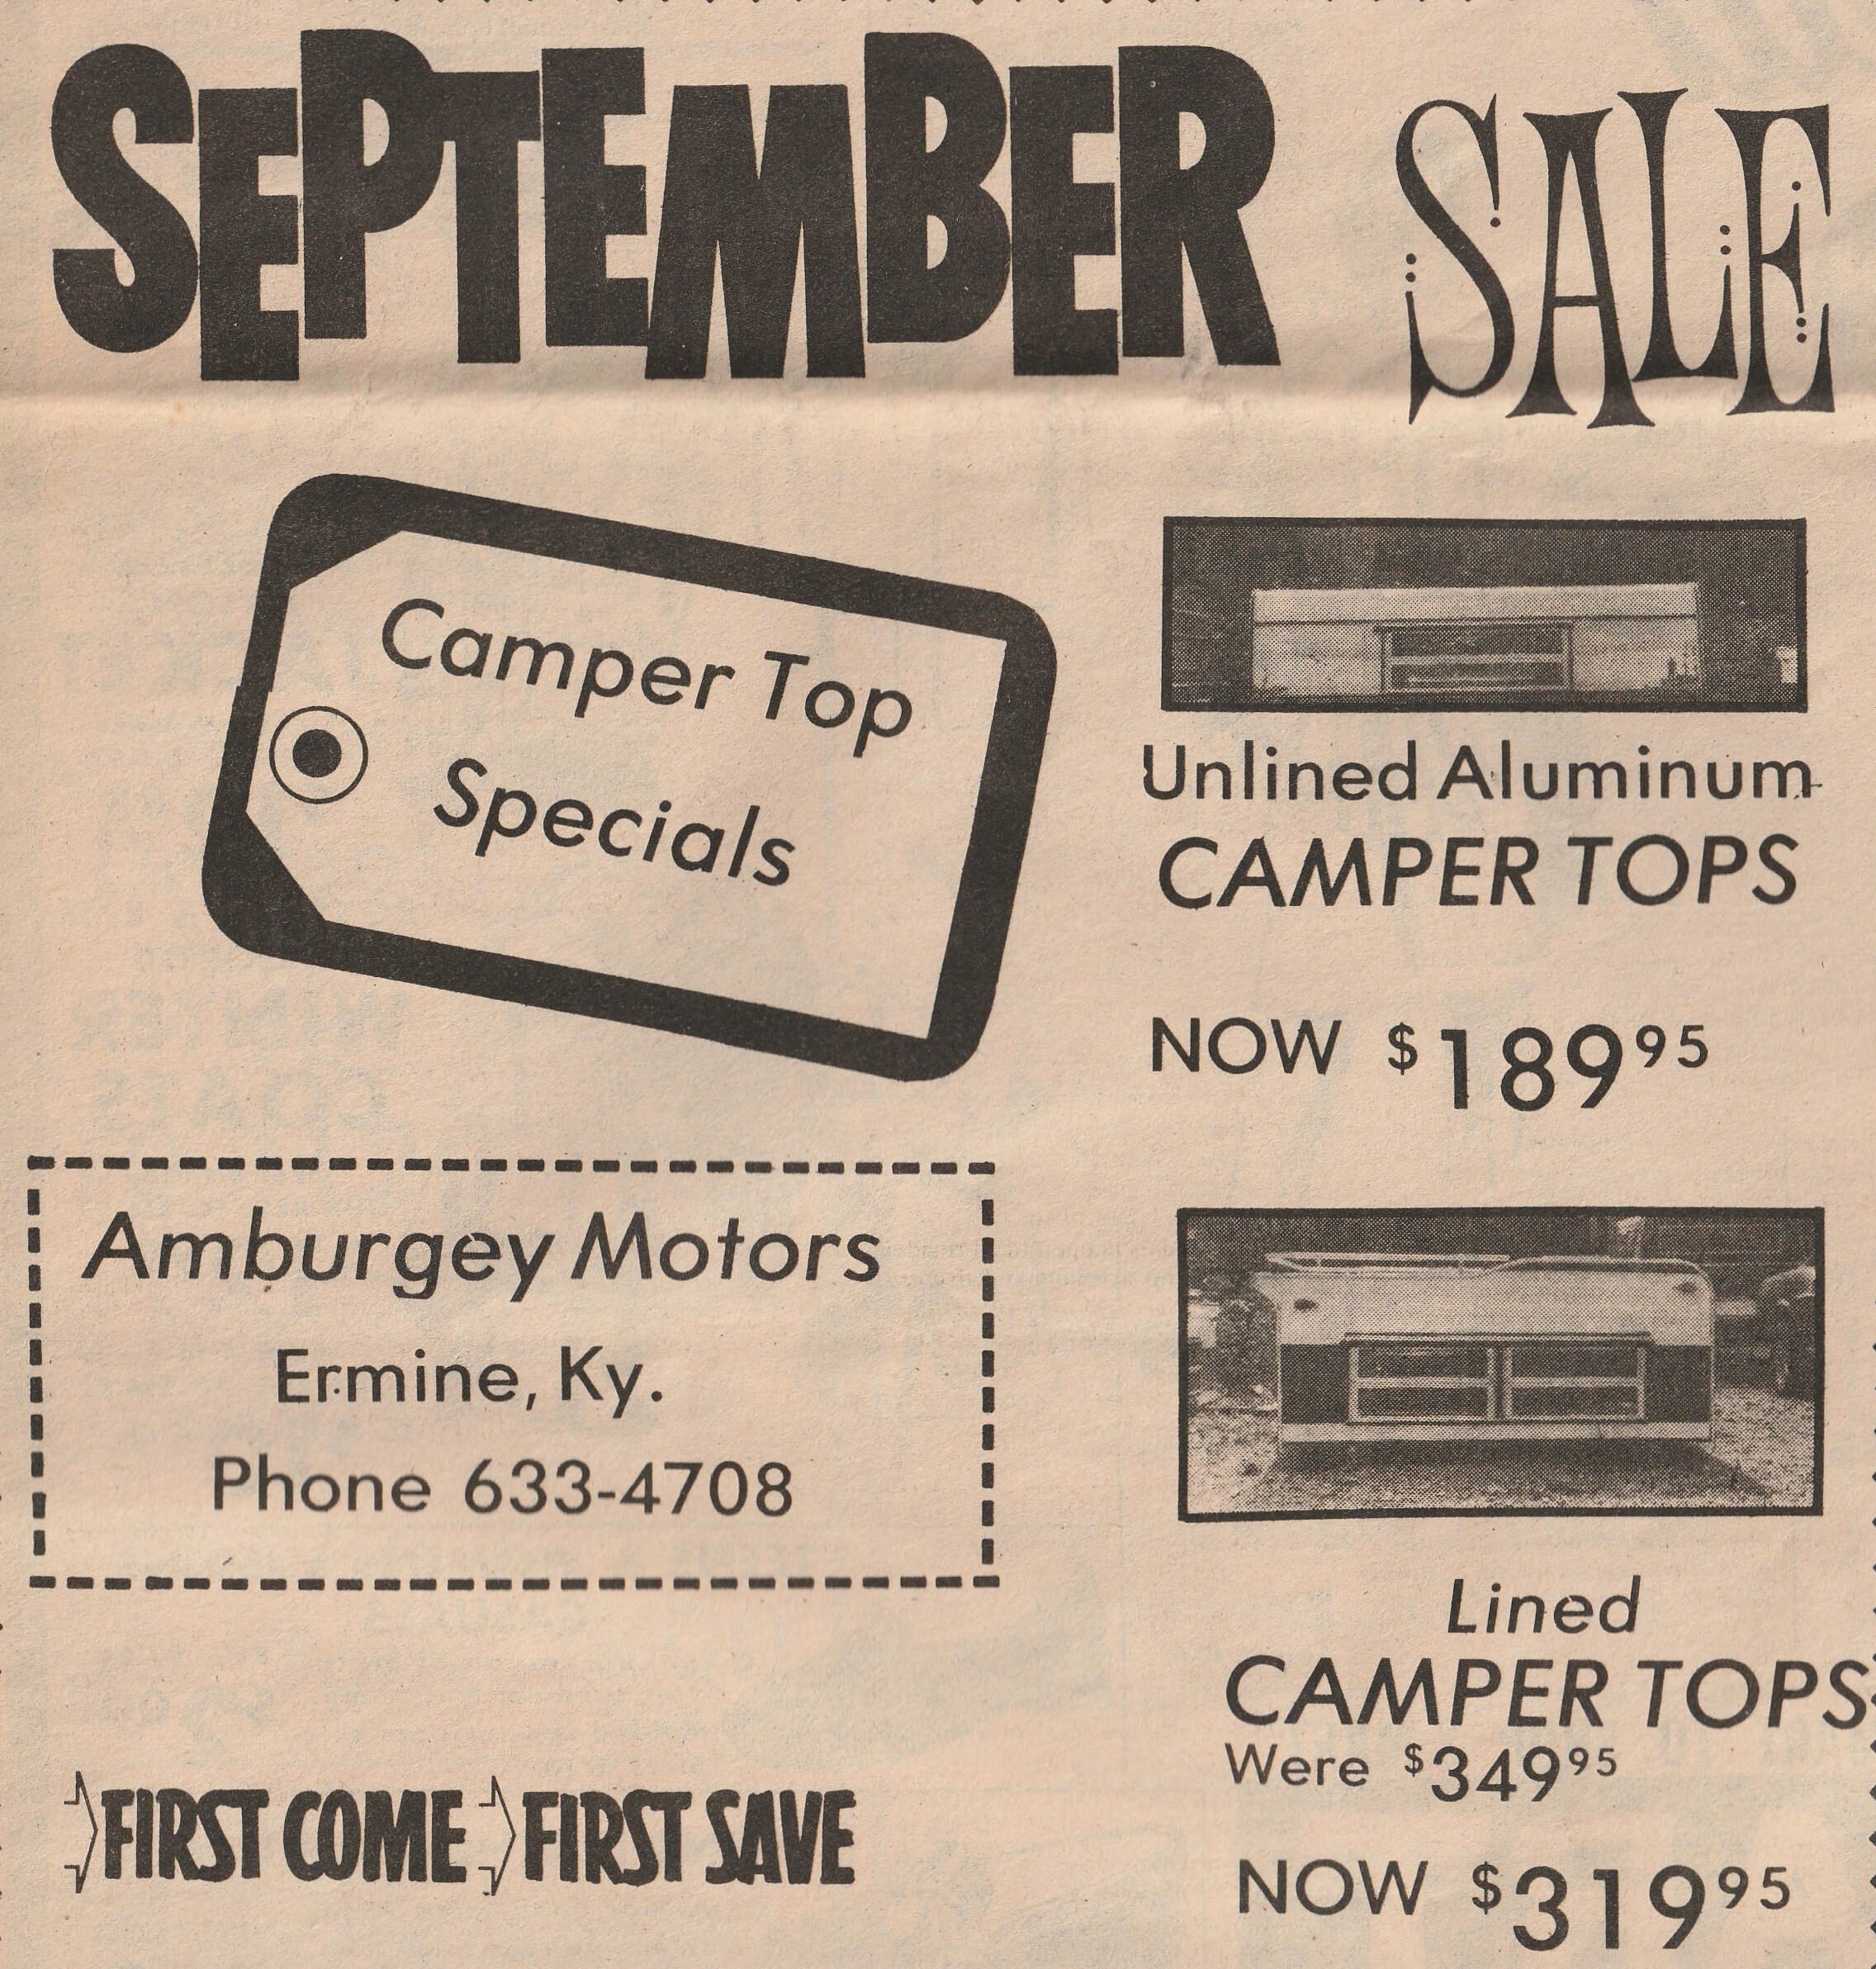 SEPTEMBER SALE
Camper Top
Specials
Unlined Aluminum
CAMPER TOPS
NOW $189 95
Amburgey Motors
Ermine, Ky.
Phone 633-4708
Lined
CAMPER TOPS
Were $349 95
NOW $319 95
FIRST COME FIRST SAVE